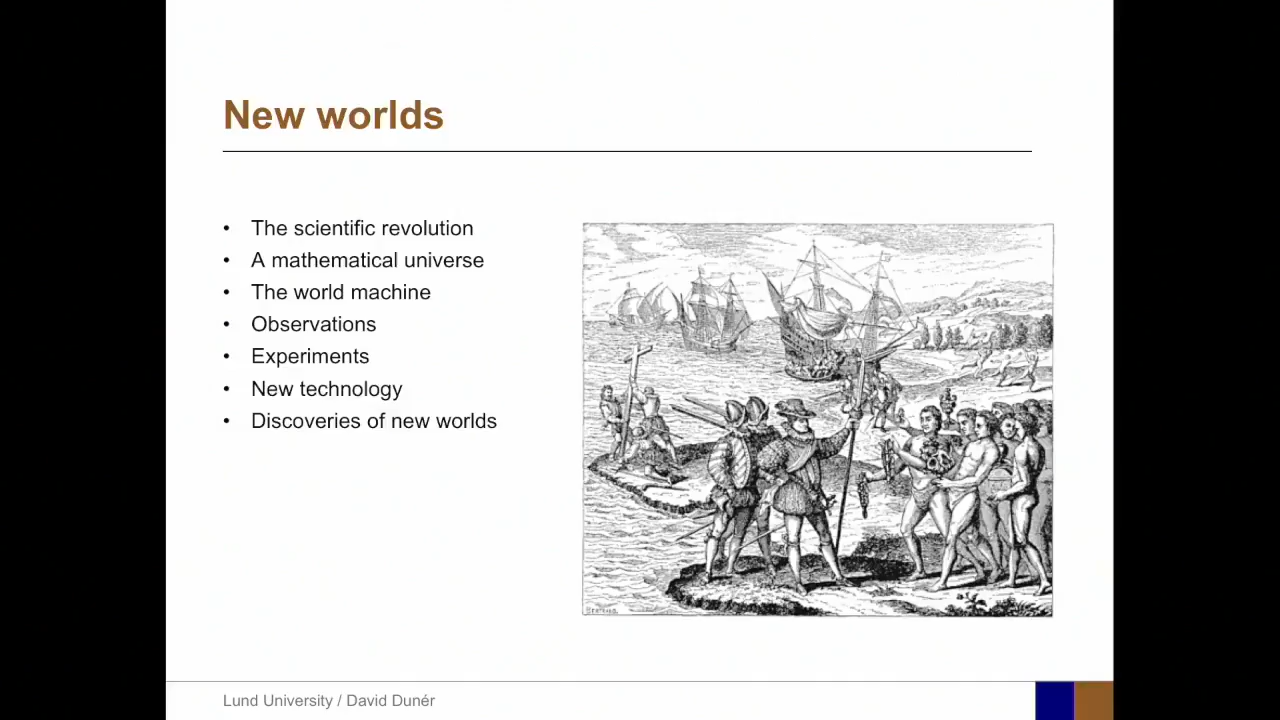 New worlds
• The scientific revolution
• A mathematical universe
• The world machine
• Observations
• Experiments
• New technology
• Discoveries of new worlds
Lund University / David Dunér